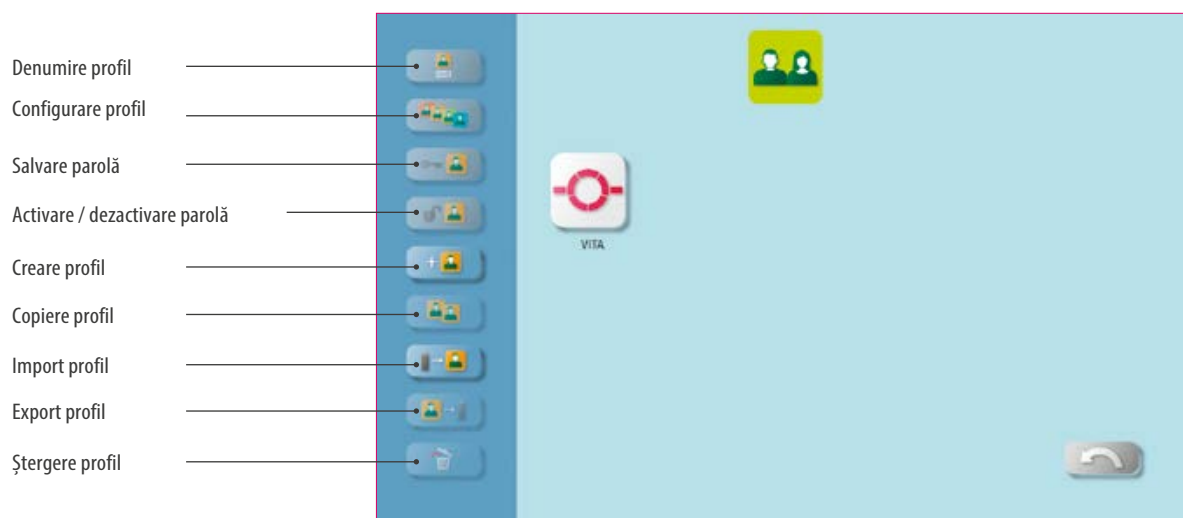 Denumire profil
Configurare profil
Salvare parolă
Activare / dezactivare parolă
Creare profil
Copiere profil
Import profil
Export profil
Ștergere profil
VITA